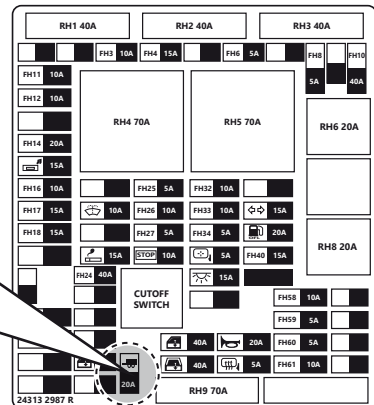 RH1 40A RH2 40A RH3 40A
FH3 10A FH4 15A FH6 5A FH8 5A FH10 40A
FH11 10A
FH12 10A
RH4 70A RH5 70A RH6 20A
FH14 20A
15A
FH16 10A FH25 5A FH32 10A
FH17 15A 10A FH26 10A FH33 10A 15A
FH18 15A FH27 5A FH34 5A 20A RH8 20A
15A STOP 10A 5A FH40 15A
FH24 40A 15A
CUTOFF
SWITCH
FH58 10A
FH59 5A
40A 20A FH60 5A
40A 5A FH61 10A
20A RH9 70A
24313 2987 R